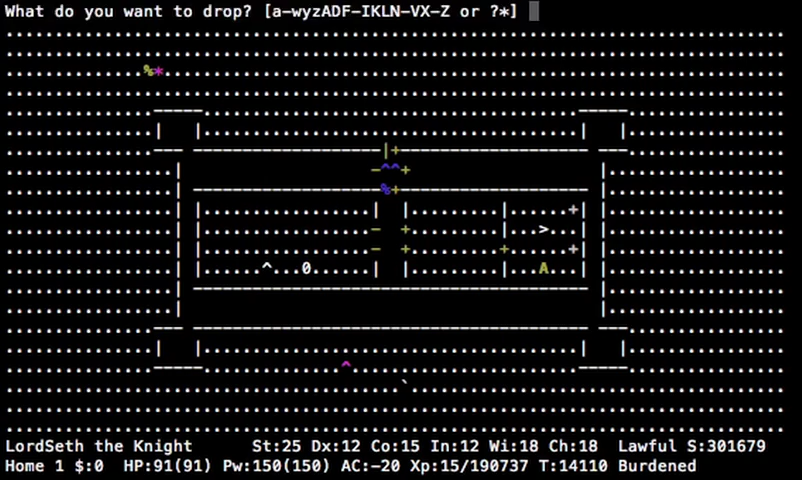 What do you want to drop? [a-wyzADF-IKLN-VX-Z or ?*]
LordSeth the Knight St:25 Dx:12 Co:15 In:12 Wi:18 Ch:18 Lawful S:301679
Home 1 $:0 HP:91(91) Pw:150(150) AC:-20 Xp:15/190737 T:14110 Burdened